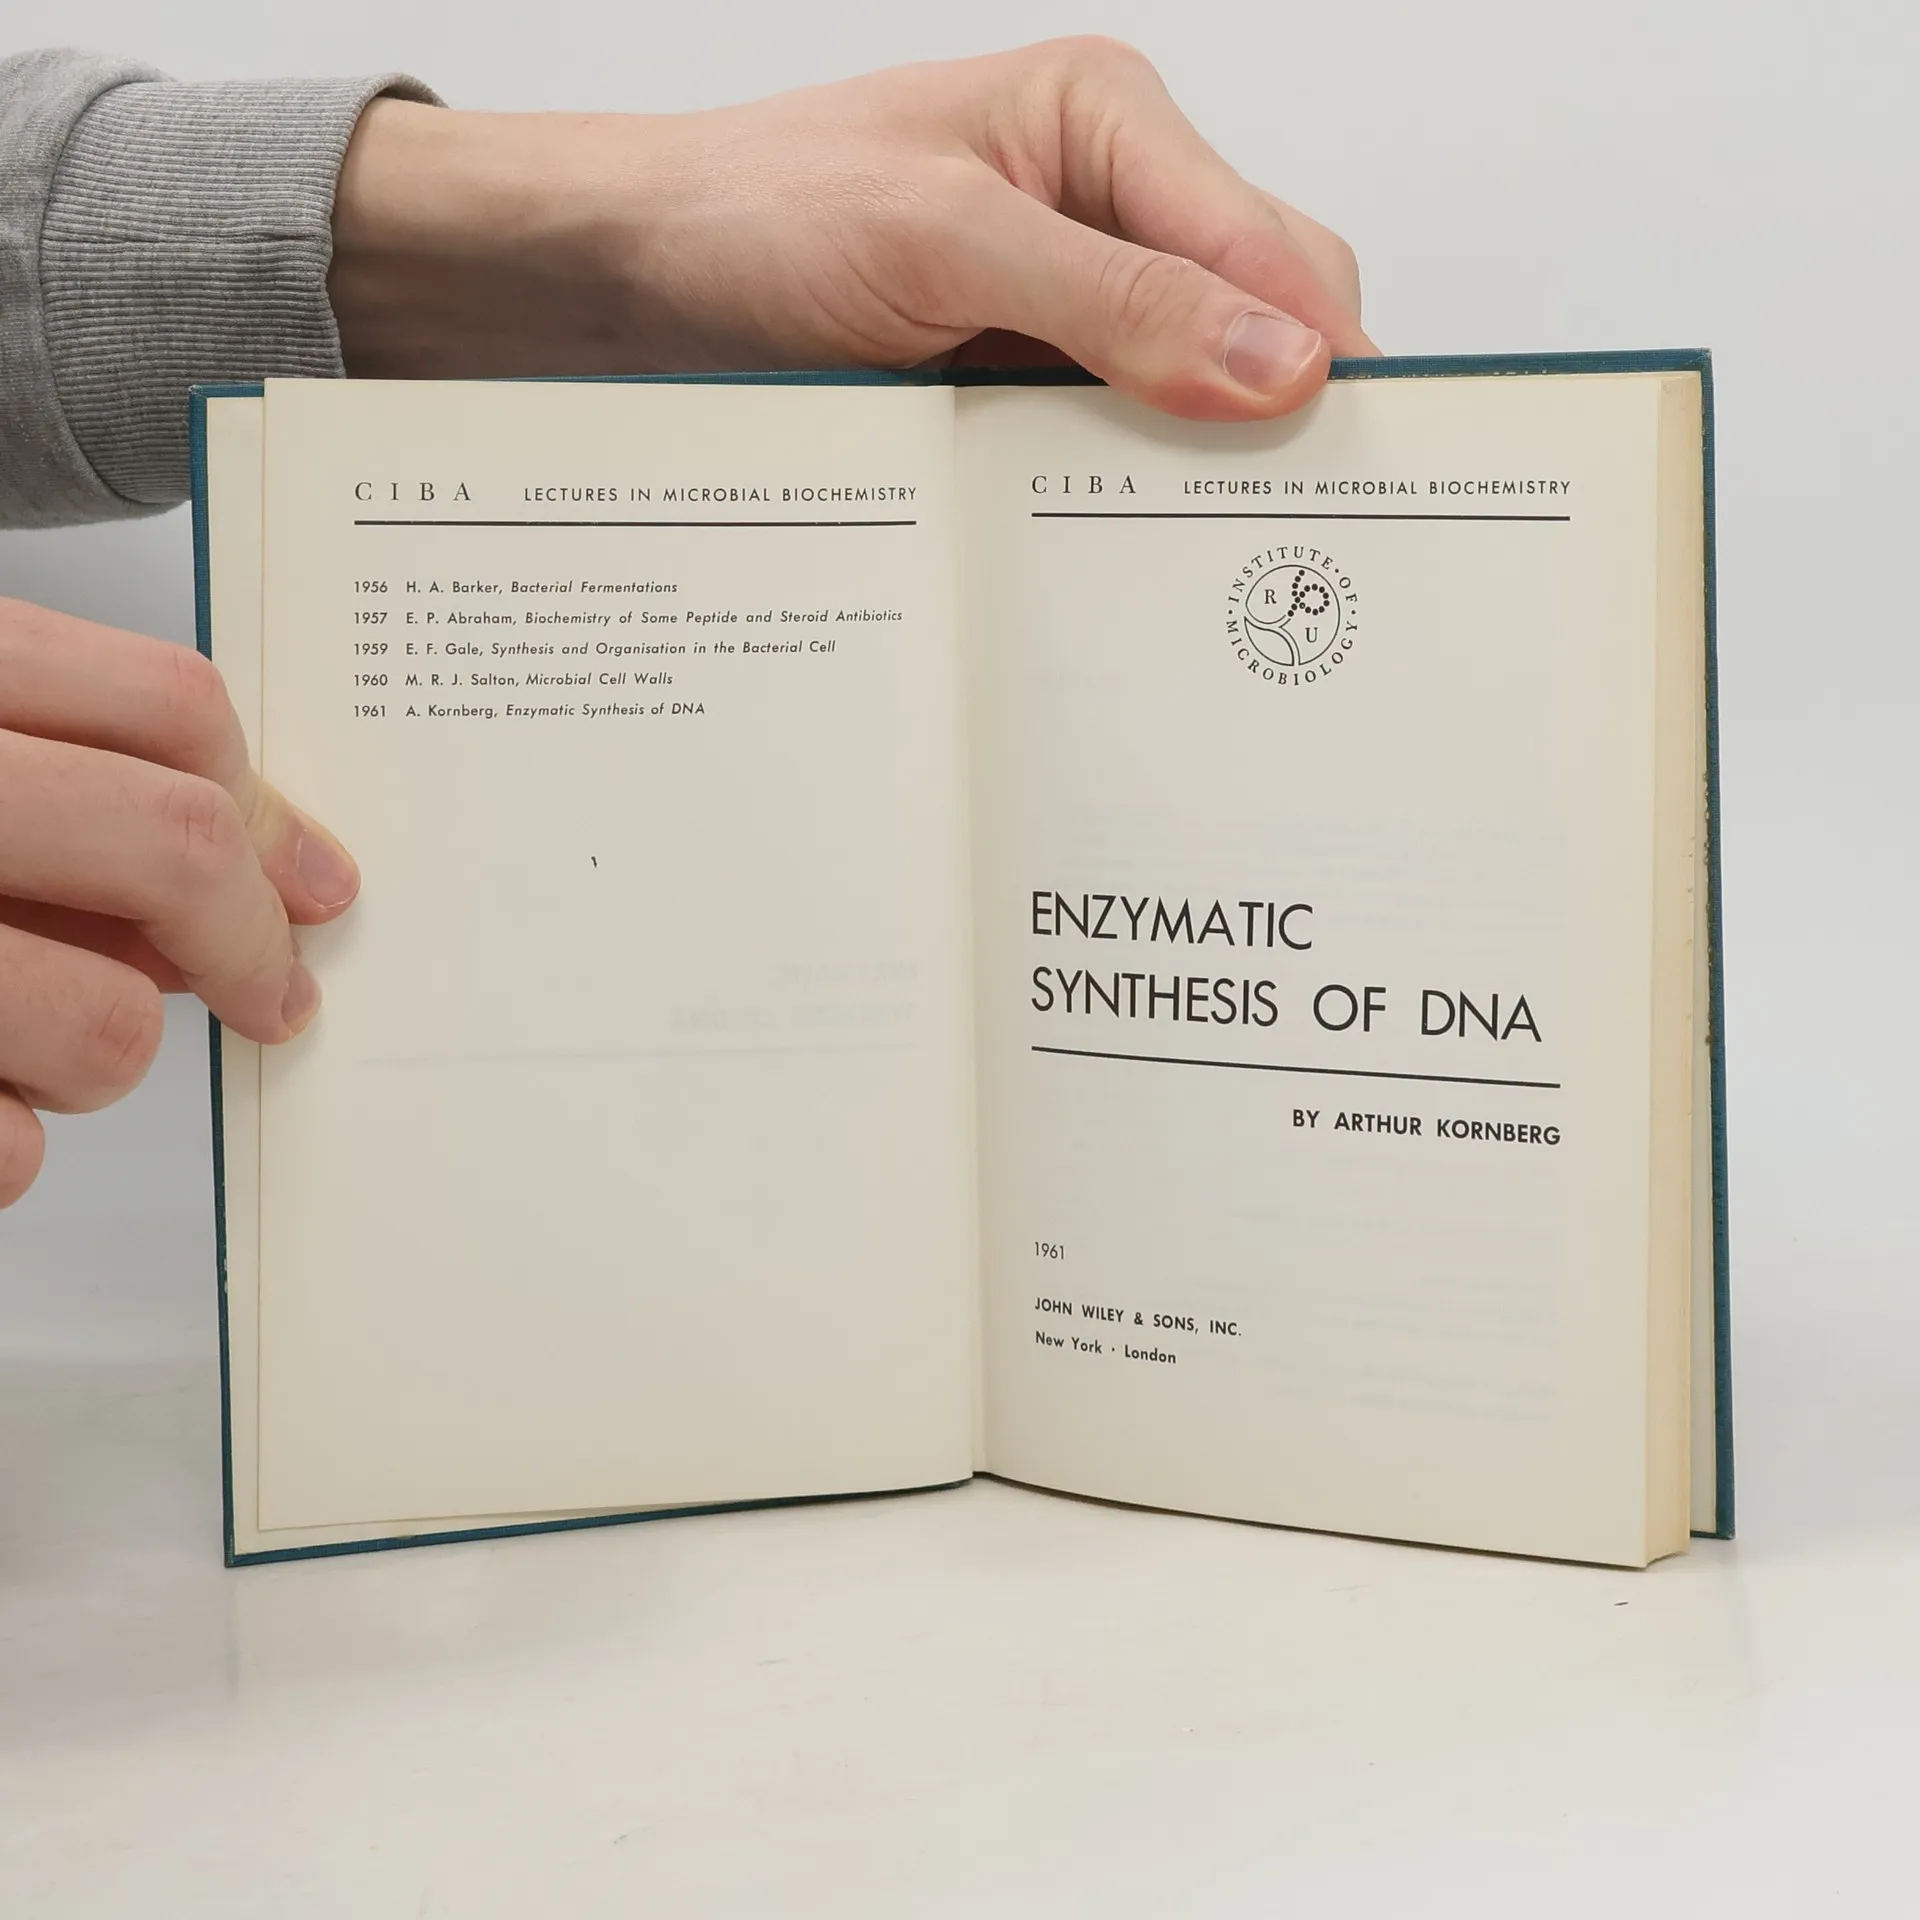 CIBA LECTURES IN MICROBIAL BIOCHEMISTRY
1956 H. A. Barker, Bacterial Fermentations
1957 E. P. Abraham, Biochemistry of Some Peptide and Steroid Antibiotics
1959 E. F. Gale, Synthesis and Organisation in the Bacterial Cell
1960 M. R. J. Salton, Microbial Cell Walls
1961 A. Kornberg, Enzymatic Synthesis of DNA
CIBA LECTURES IN MICROBIAL BIOCHEMISTRY
INSTITUTE • OF • MICROBIOLOGY •
R
U
ENZYMATIC
SYNTHESIS OF DNA
BY ARTHUR KORNBERG
1961
JOHN WILEY & SONS, INC.
New York · London